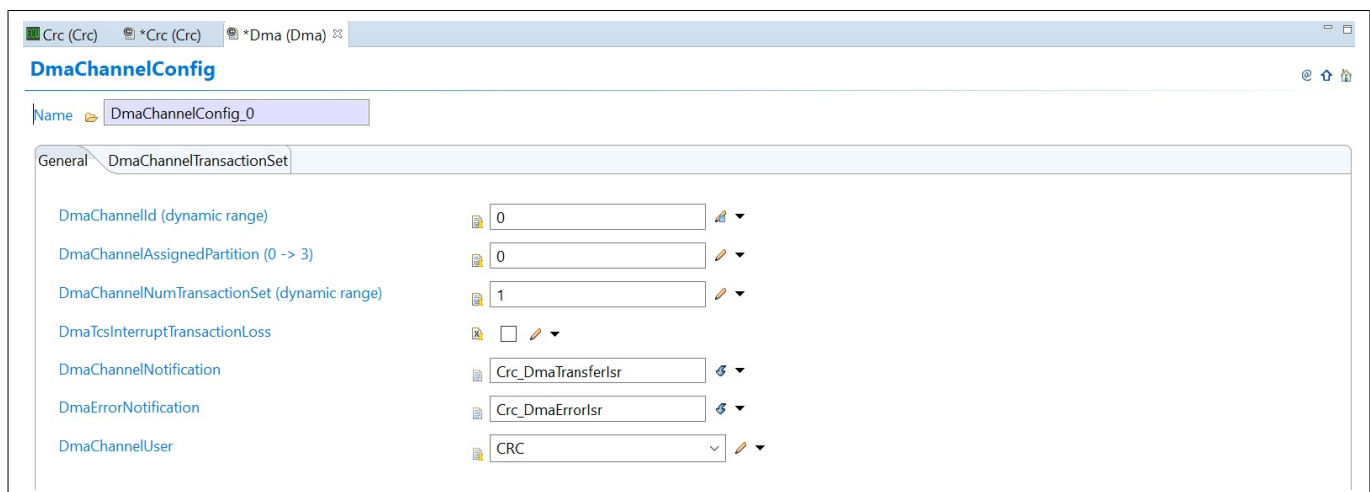 Crc (Crc) *Crc (Crc) *Dma (Dma)
DmaChannelConfig
Name DmaChannelConfig_0
General DmaChannelTransactionSet
DmaChannelId (dynamic range) 0
DmaChannelAssignedPartition (0 -> 3) 0
DmaChannelNumTransactionSet (dynamic range) 1
DmaTcsInterruptTransactionLoss
DmaChannelNotification Crc_DmaTransferIsr
DmaErrorNotification Crc_DmaErrorIsr
DmaChannelUser CRC